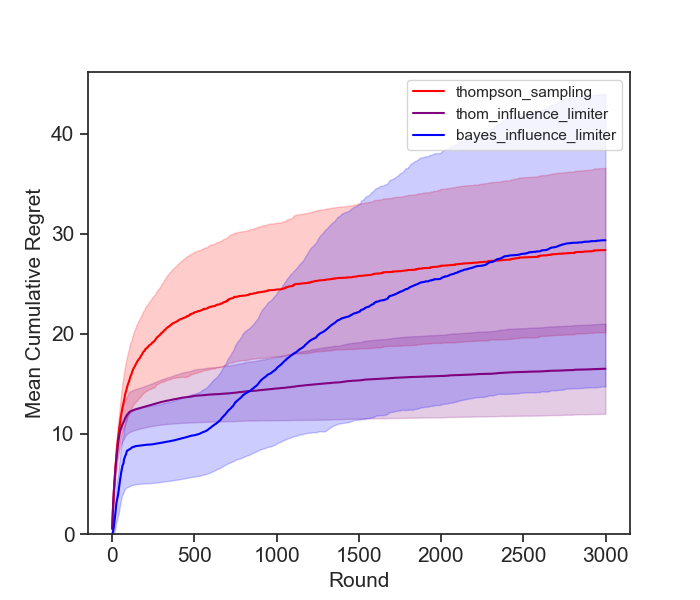 thompson_sampling
thom_influence_limiter
bayes_influence_limiter
Mean Cumulative Regret
40
30
20
10
0
0 500 1000 1500 2000 2500 3000
Round